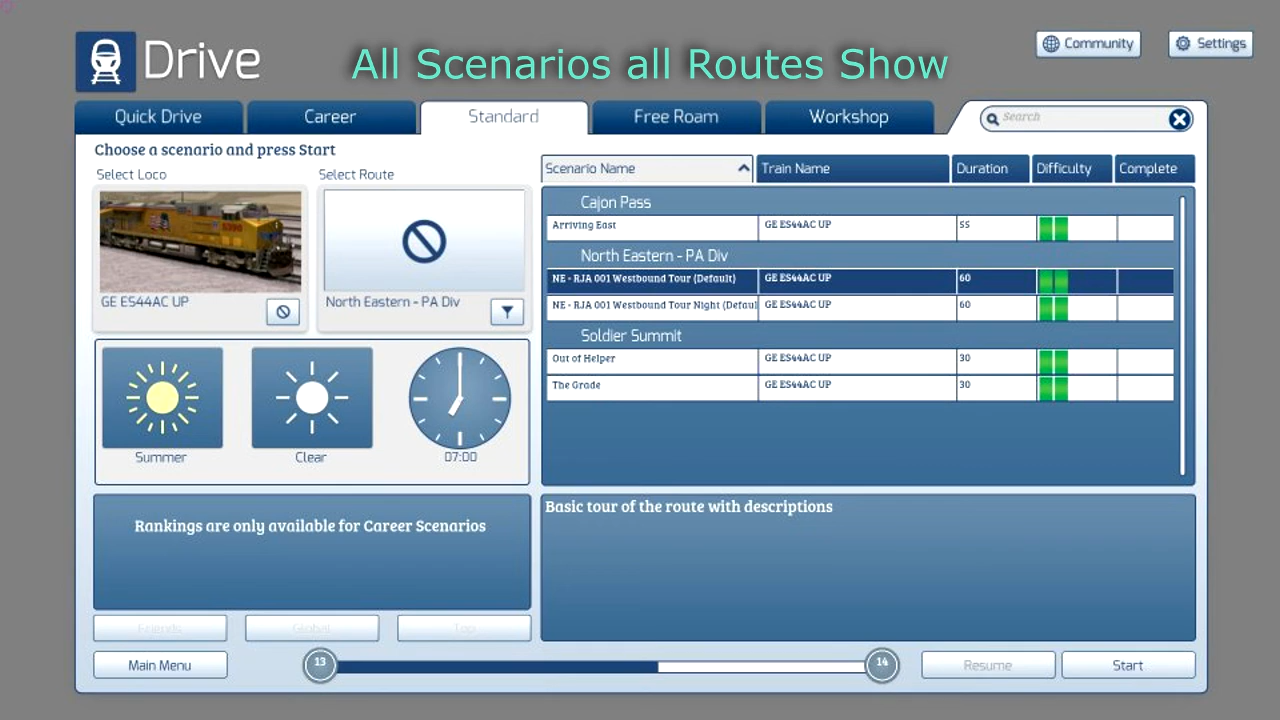 Drive
All Scenarios all Routes Show
Community
Settings
Quick Drive
Career
Standard
Free Roam
Workshop
Search
Choose a scenario and press Start
Select Loco
Select Route
GE ES44AC UP
North Eastern - PA Div
Scenario Name
Train Name
Duration
Difficulty
Complete
Cajon Pass
Arriving East
GE ES44AC UP
55
North Eastern - PA Div
NE - RJA 001 Westbound Tour (Default)
GE ES44AC UP
60
NE - RJA 001 Westbound Tour Night (Defaul
GE ES44AC UP
60
Soldier Summit
Out of Helper
GE ES44AC UP
30
The Grade
GE ES44AC UP
30
Summer
Clear
07:00
Rankings are only available for Career Scenarios
Basic tour of the route with descriptions
Friends
Global
Top
Main Menu
13
14
Resume
Start